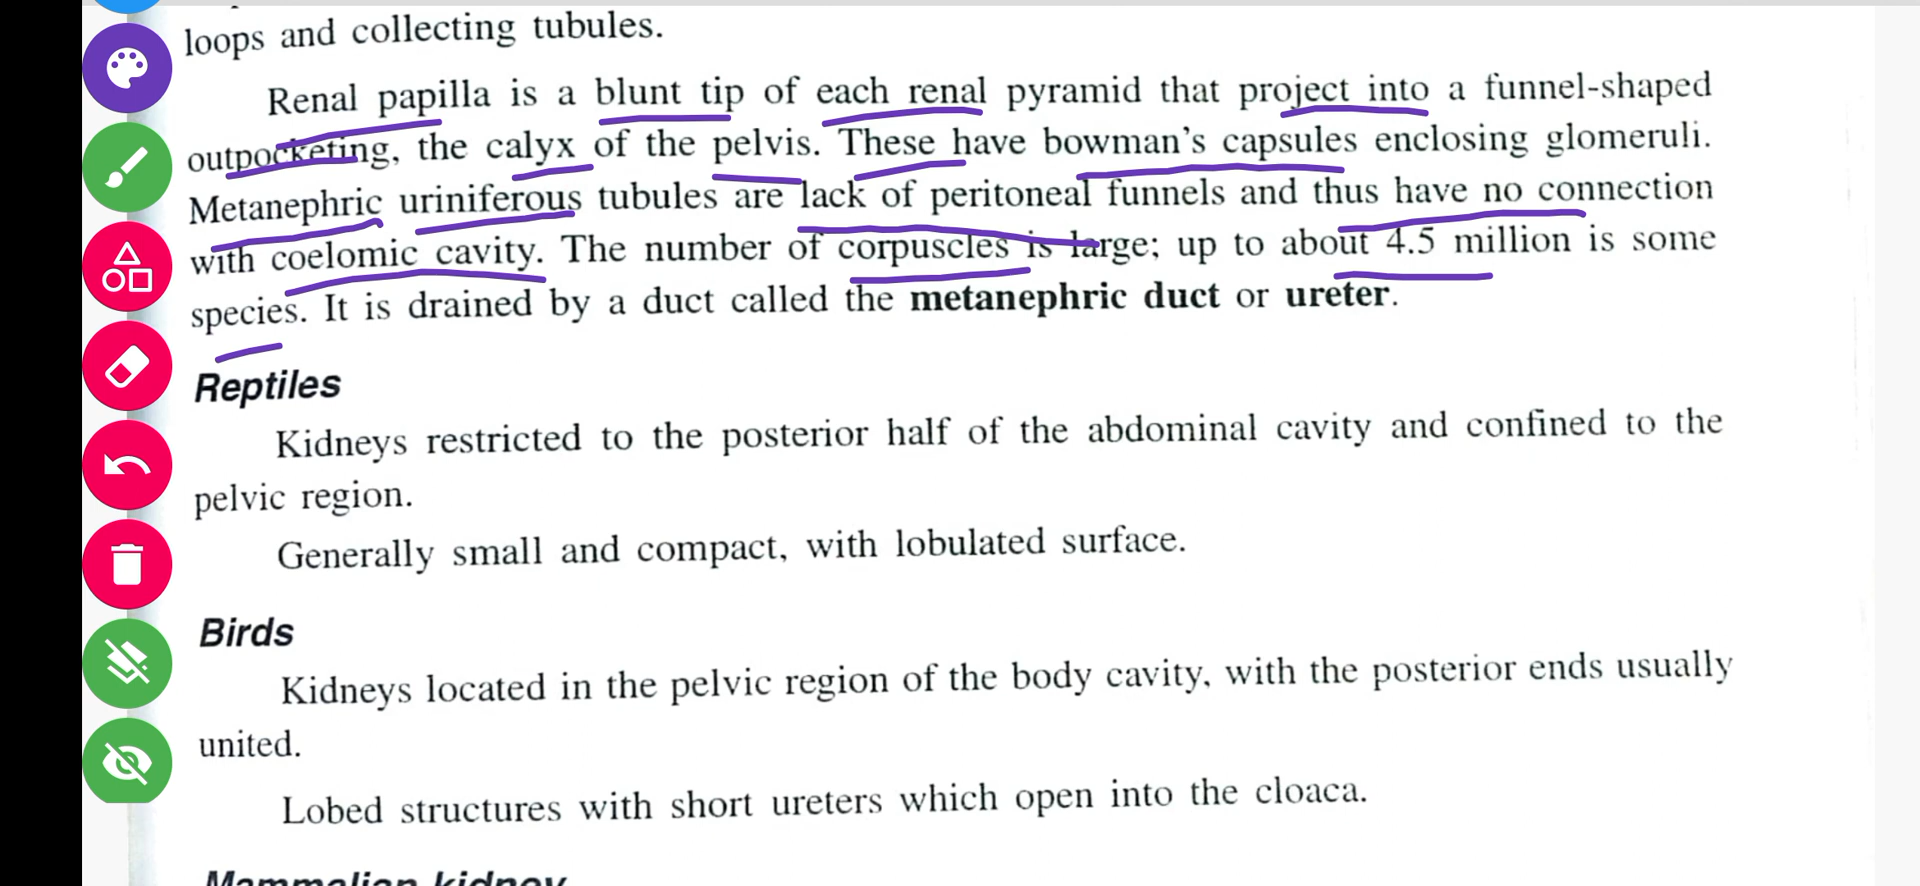 loops and collecting tubules.
Renal papilla is a blunt tip of each renal pyramid that project into a funnel-shaped
outpocketing, the calyx of the pelvis. These have bowman's capsules enclosing glomeruli.
Metanephric uriniferous tubules are lack of peritoneal funnels and thus have no connection
with coelomic cavity. The number of corpuscles is large; up to about 4.5 million is some
species. It is drained by a duct called the metanephric duct or ureter.
Reptiles
Kidneys restricted to the posterior half of the abdominal cavity and confined to the
pelvic region.
Generally small and compact, with lobulated surface.
Birds
Kidneys located in the pelvic region of the body cavity, with the posterior ends usually
united.
Lobed structures with short ureters which open into the cloaca.
Mammalian kidney